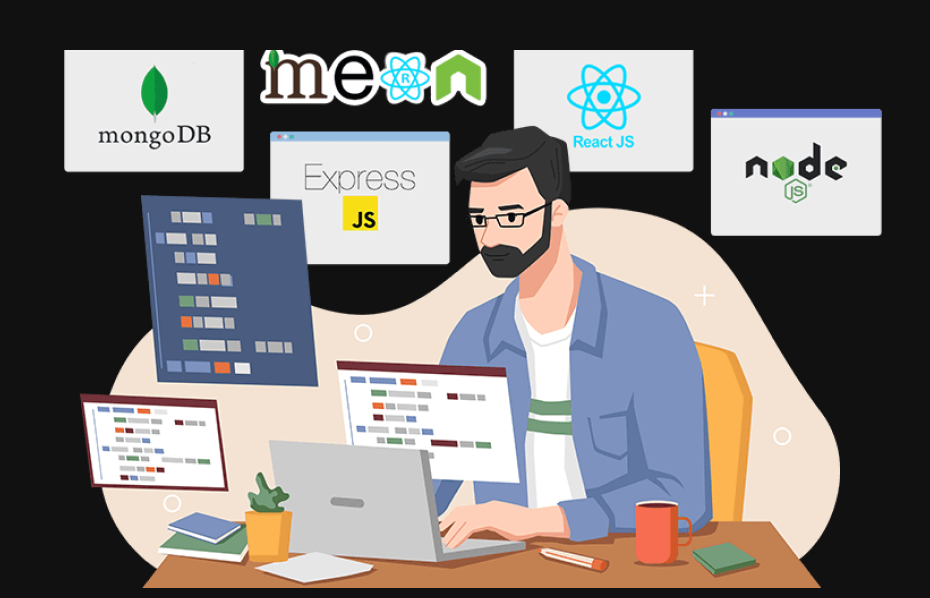 mongoDB
me R n
Express
JS
React JS
node
JS